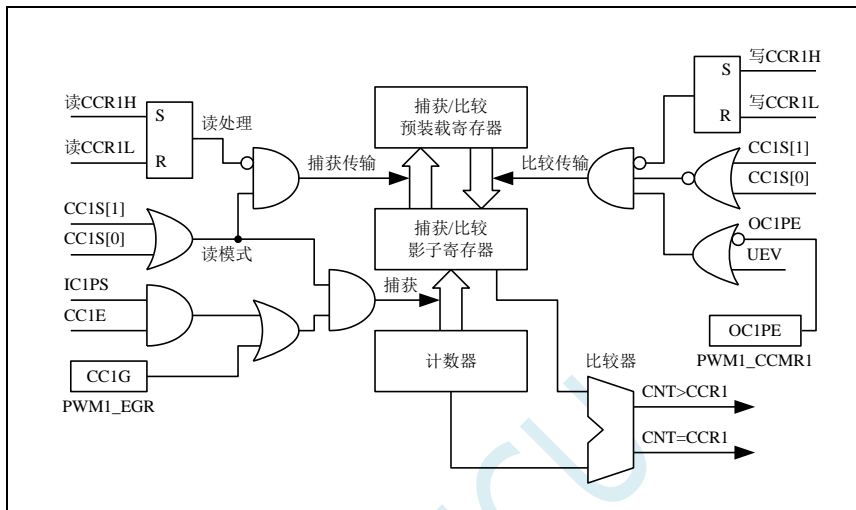 读CCR1H
读CCR1L
S
R
读处理
捕获/比较
预装载寄存器
捕获传输
比较传输
S
R
写CCR1H
写CCR1L
CC1S[1]
CC1S[0]
CC1S[1]
CC1S[0]
读模式
捕获/比较
影子寄存器
OC1PE
UEV
IC1PS
CC1E
捕获
CC1G
PWM1_EGR
计数器
比较器
OC1PE
PWM1_CCMR1
CNT>CCR1
CNT=CCR1